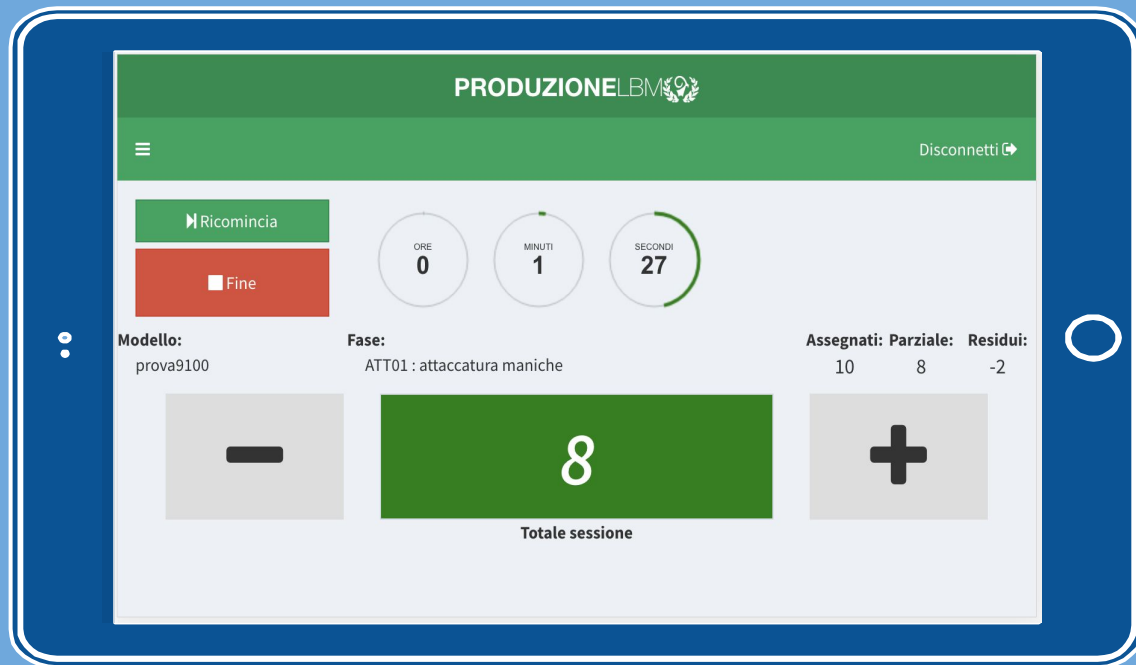 PRODUZIONELBM
Disconnetti
Ricomincia
Fine
ORE
0
MINUTI
1
SECONDI
27
Modello:
prova9100
Fase:
ATT01 : attaccatura maniche
Assegnati: Parziale: Residui:
10 8 -2
8
Totale sessione